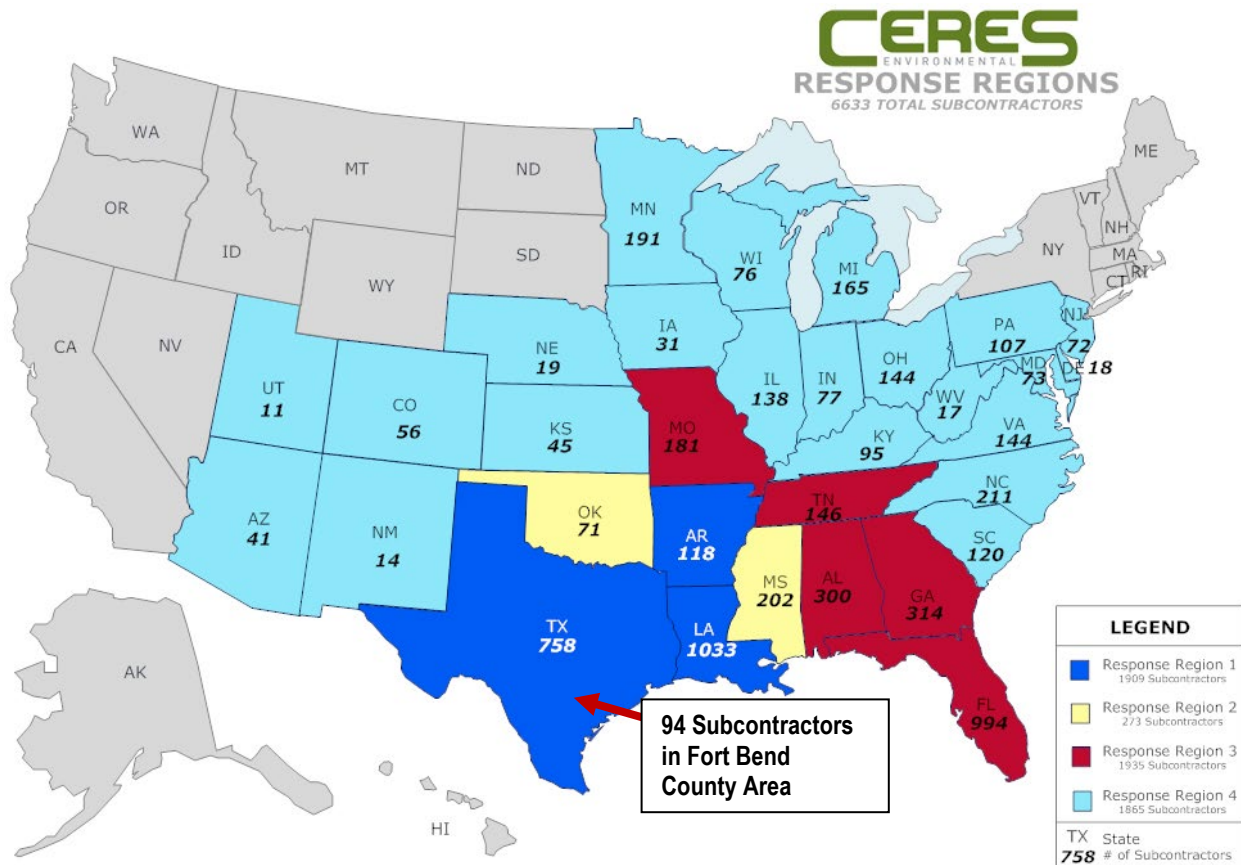 CERES
ENVIRONMENTAL
RESPONSE REGIONS
6633 TOTAL SUBCONTRACTORS
WA
MT
ND
OR
ID
SD
WY
CA
NV
NY
VT
NH
ME
MA
RI
CT
MN
191
WI
76
MI
165
IA
31
NE
19
PA
107
NJ
72
OH
144
MD
73
DE 18
IL
138
IN
77
UT
11
CO
56
KS
45
MO
181
WV
17
KY
95
VA
144
NC
211
TN
146
AZ
41
NM
14
OK
71
AR
118
SC
120
MS
202
AL
300
GA
314
TX
758
LA
1033
FL
994
AK
HI
94 Subcontractors
in Fort Bend
County Area
LEGEND
Response Region 1
1909 Subcontractors
Response Region 2
273 Subcontractors
Response Region 3
1935 Subcontractors
Response Region 4
1865 Subcontractors
TX State
758 # of Subcontractors